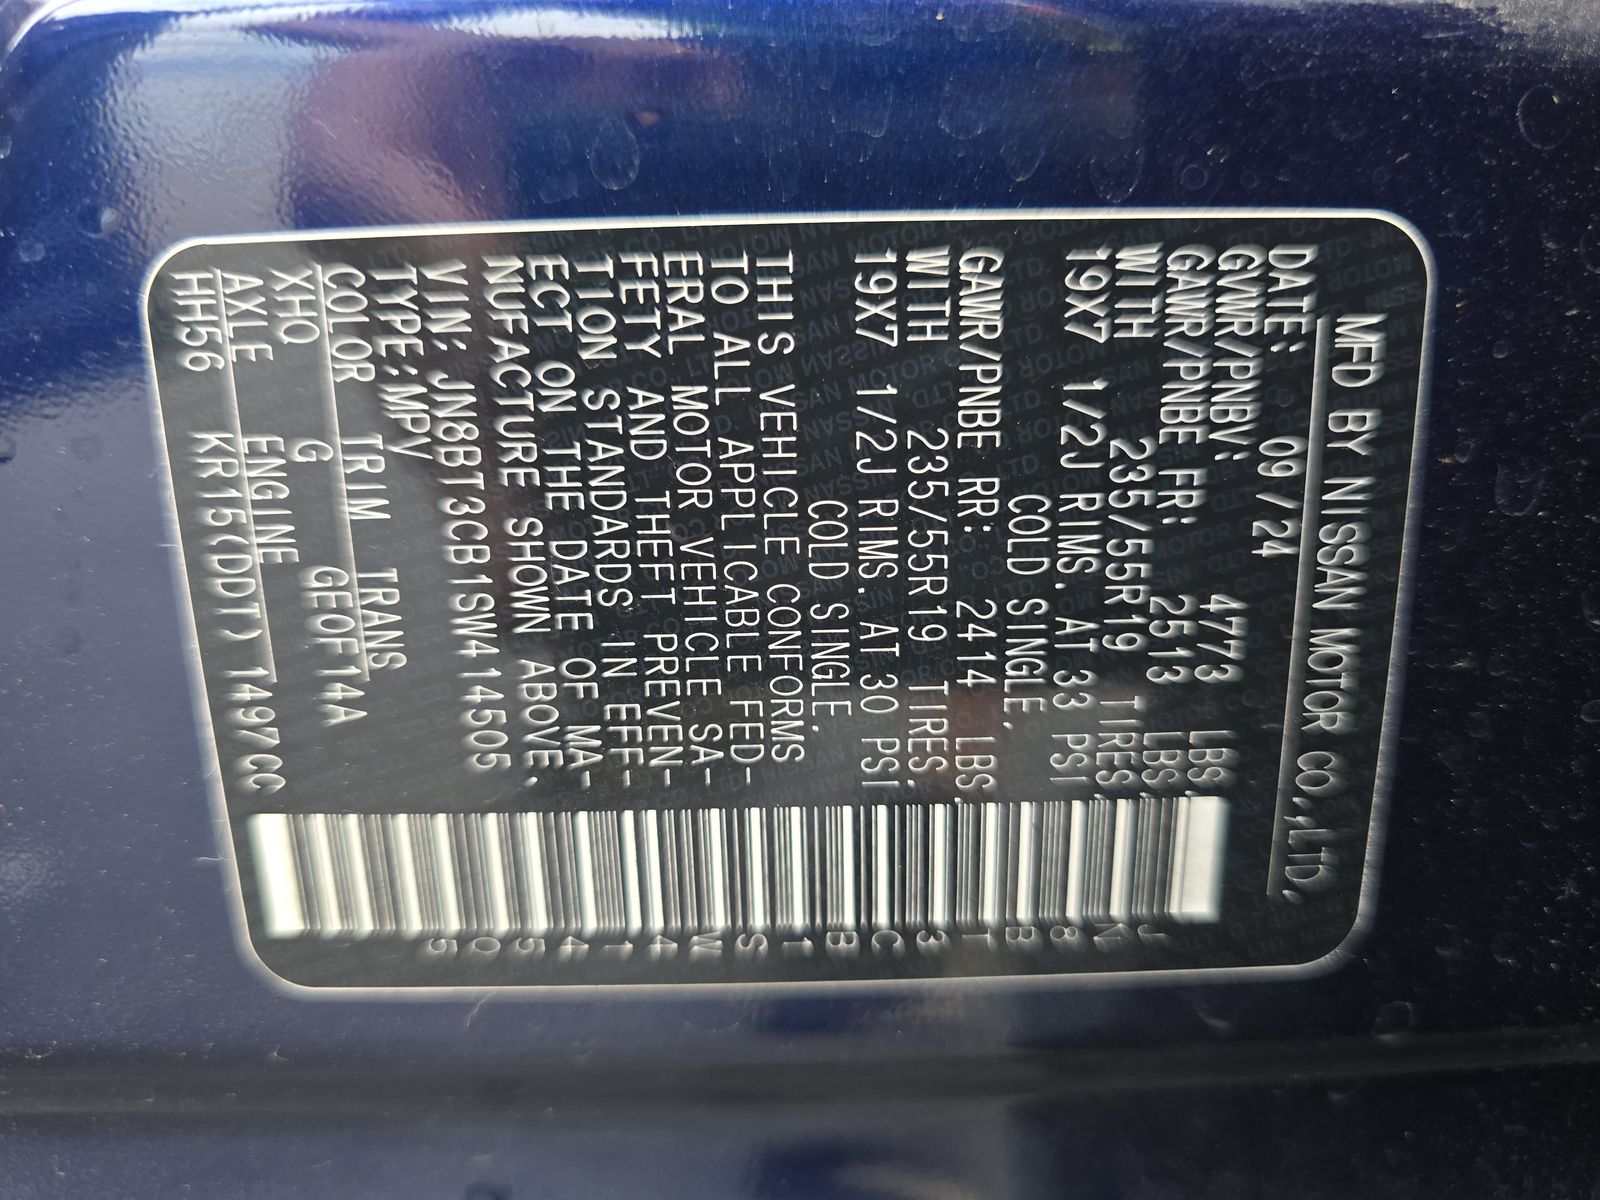 MFD BY NISSAN MOTOR CO.,LTD.
DATE: 09/24
GVWR/PNBV: 4773 LBS,
GAWR/PNBE FR: 2513 LBS,
WITH 235/55R19 TIRES,
19X7 1/2J RIMS. AT 33 PSI
COLD SINGLE,
GAWR/PNBE RR: 2414 LBS,
WITH 235/55R19 TIRES,
19X7 1/2J RIMS. AT 30 PSI
COLD SINGLE.
THIS VEHICLE CONFORMS
TO ALL APPLICABLE FED-
ERAL MOTOR VEHICLE SA-
FETY AND THEFT PREVEN-
TION STANDARDS IN EFF-
ECT ON THE DATE OF MA-
NUFACTURE SHOWN ABOVE.
VIN: JN8BT3CB1SW414505
TYPE:MPV
COLOR TRIM TRANS
XHO G GEOF14A
AXLE ENGINE
HH56 KR15(DDT) 1497CC
JN8BT3CB1SW414505